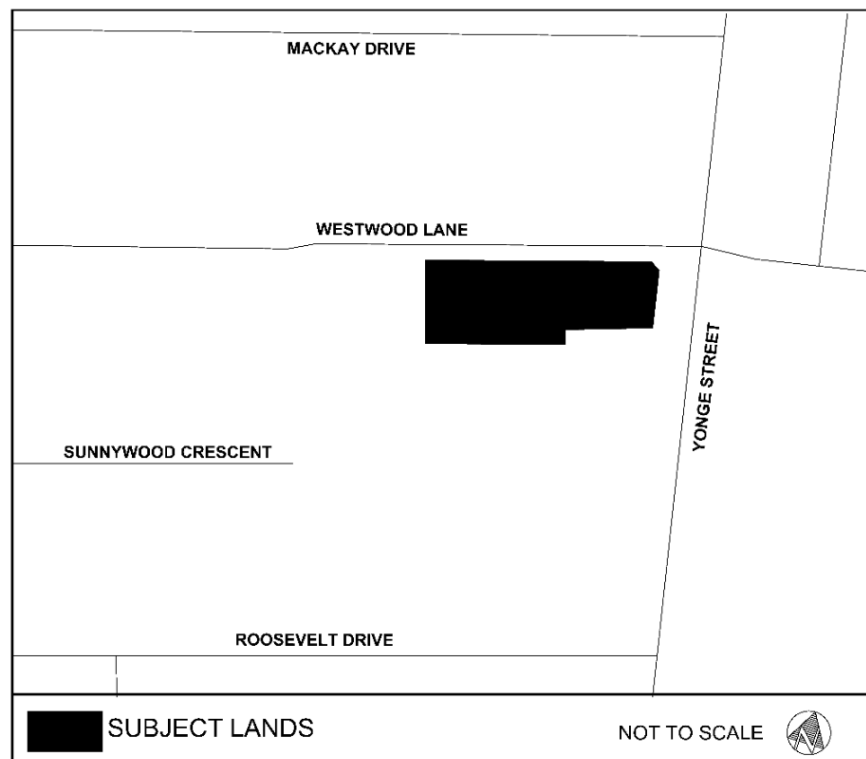 MACKAY DRIVE
WESTWOOD LANE
YONGE STREET
SUNNYWOOD CRESCENT
ROOSEVELT DRIVE
SUBJECT LANDS
NOT TO SCALE